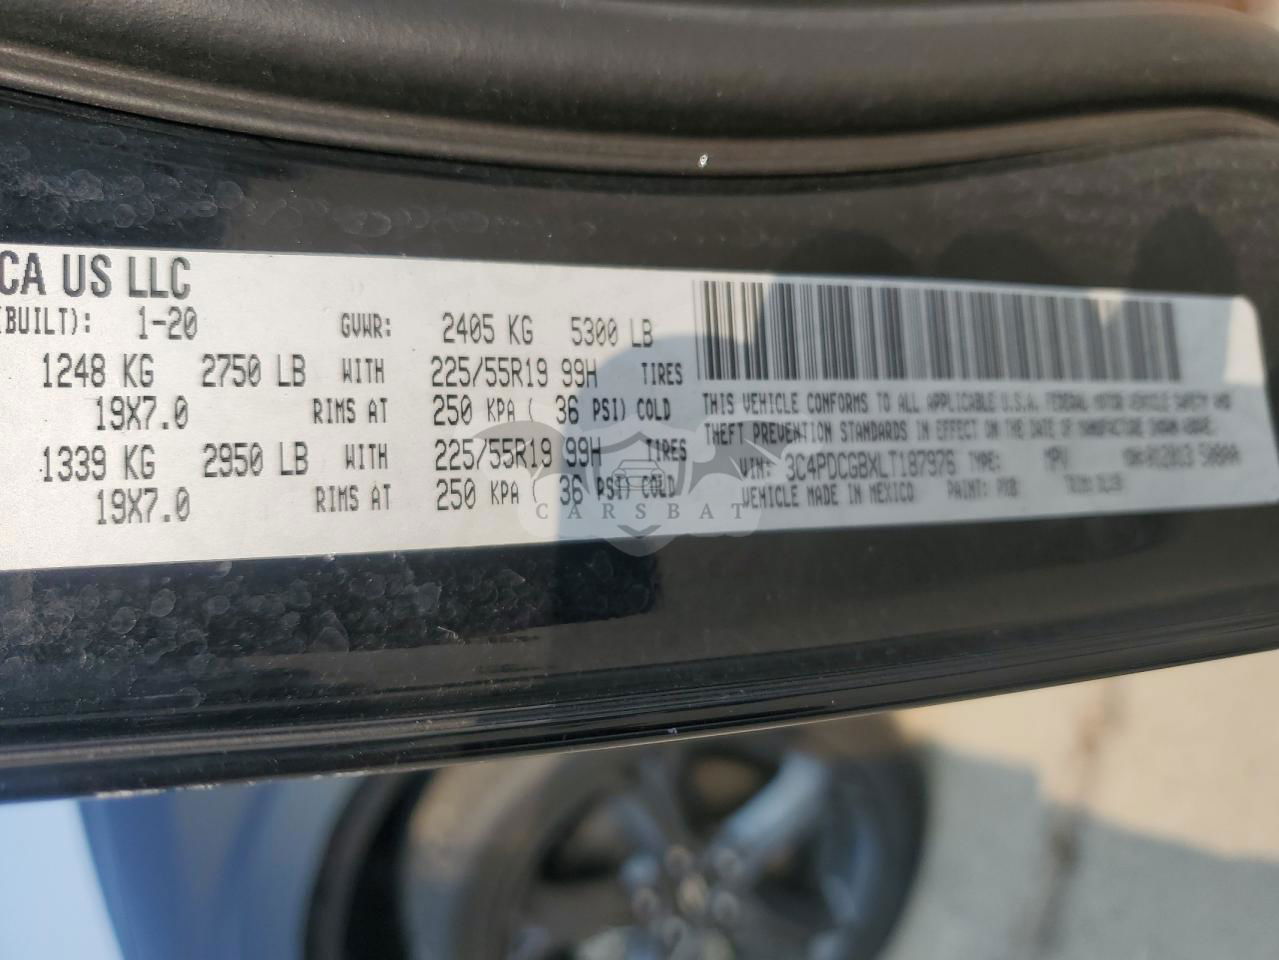 CA US LLC
(BUILT): 1-20 GVWR: 2405 KG 5300 LB
1248 KG 2750 LB WITH 225/55R19 99H TIRES
19X7.0 RIMS AT 250 KPA ( 36 PSI) COLD
1339 KG 2950 LB WITH 225/55R19 99H TIRES
19X7.0 RIMS AT 250 KPA ( 36 PSI) COLD
THIS VEHICLE CONFORMS TO ALL APPLICABLE U.S.A. FEDERAL MOTOR VEHICLE SAFETY AND
THEFT PREVENTION STANDARDS IN EFFECT ON THE DATE OF MANUFACTURE SHOWN ABOVE.
VIN: 3C4PDCGBXLT187976 TYPE: MPV
VEHICLE MADE IN MEXICO PAINT:
CARSBAT